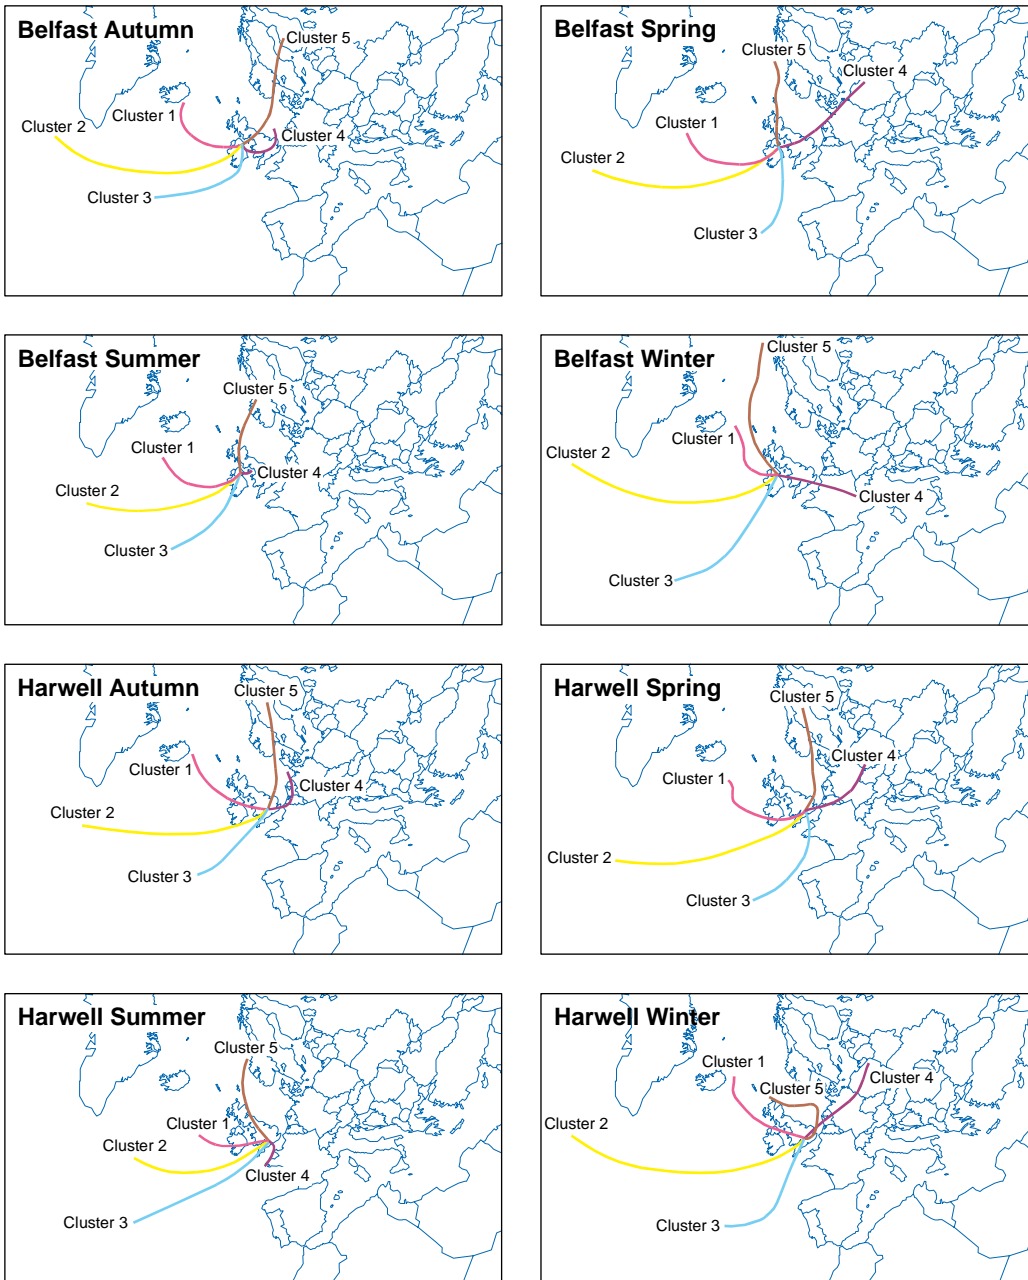 Belfast Autumn
Cluster 5
Cluster 1
Cluster 2
Cluster 4
Cluster 3
Belfast Spring
Cluster 5
Cluster 4
Cluster 1
Cluster 2
Cluster 3
Belfast Summer
Cluster 5
Cluster 1
Cluster 4
Cluster 2
Cluster 3
Belfast Winter
Cluster 5
Cluster 1
Cluster 2
Cluster 4
Cluster 3
Harwell Autumn
Cluster 5
Cluster 1
Cluster 4
Cluster 2
Cluster 3
Harwell Spring
Cluster 5
Cluster 4
Cluster 1
Cluster 2
Cluster 3
Harwell Summer
Cluster 5
Cluster 1
Cluster 2
Cluster 4
Cluster 3
Harwell Winter
Cluster 1
Cluster 4
Cluster 5
Cluster 2
Cluster 3